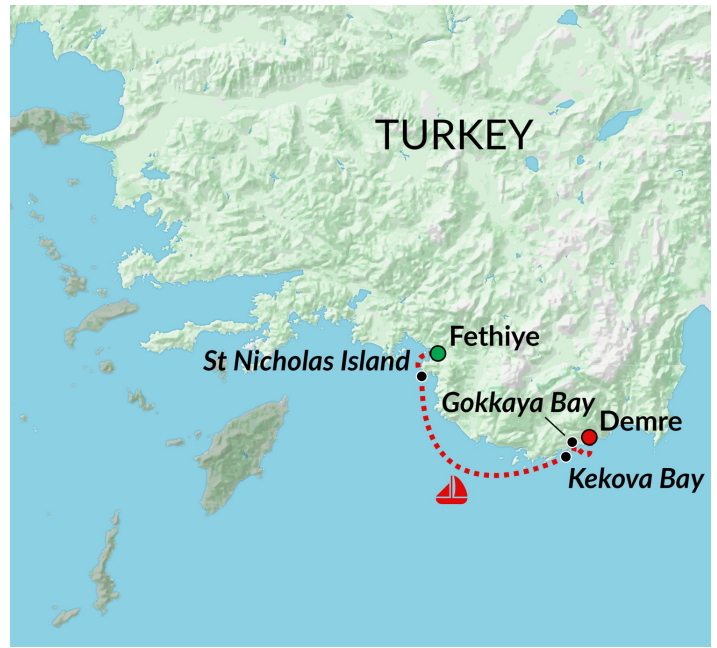 TURKEY
Fethiye
St Nicholas Island
Gokkaya Bay
Demre
Kekova Bay